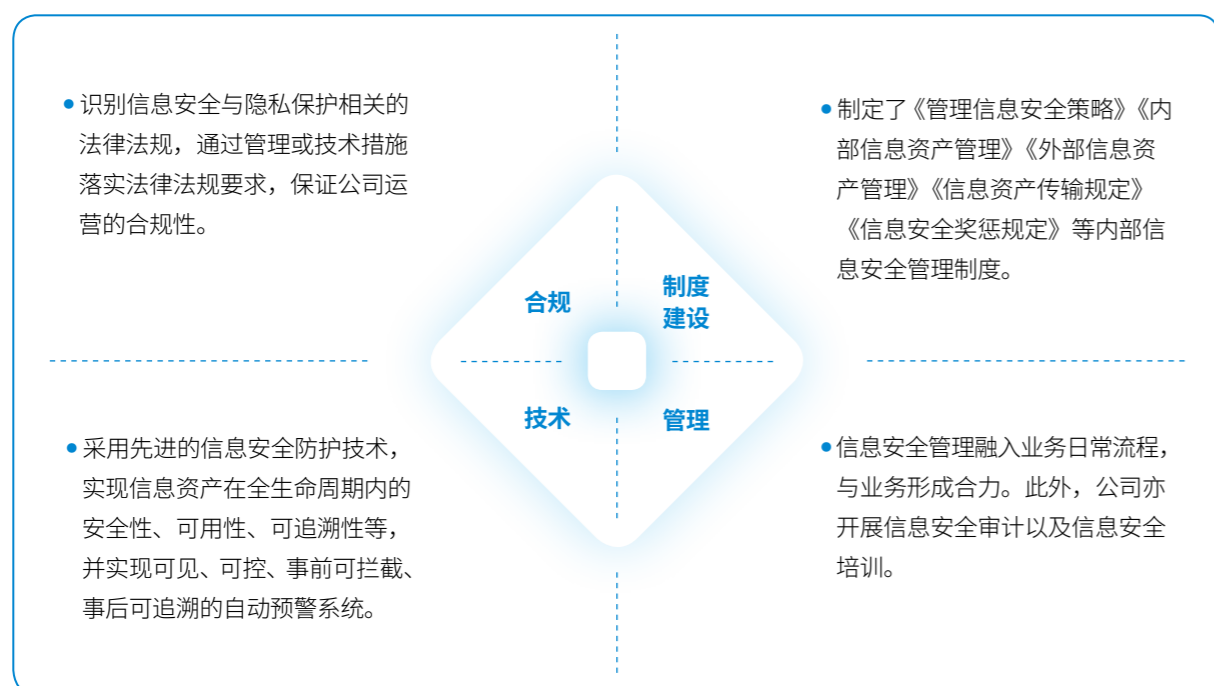 识别信息安全与隐私保护相关的
法律法规，通过管理或技术措施
落实法律法规要求，保证公司运
营的合规性。
制定了《管理信息安全策略》《内
部信息资产管理》《外部信息资
产管理》《信息资产传输规定》
《信息安全奖惩规定》等内部信
息安全管理制度。
合规
制度
建设
技术
管理
采用先进的信息安全防护技术，
实现信息资产在全生命周期内的
安全性、可用性、可追溯性等，
并实现可见、可控、事前可拦截、
事后可追溯的自动预警系统。
信息安全管理融入业务日常流程，
与业务形成合力。此外，公司亦
开展信息安全审计以及信息安全
培训。